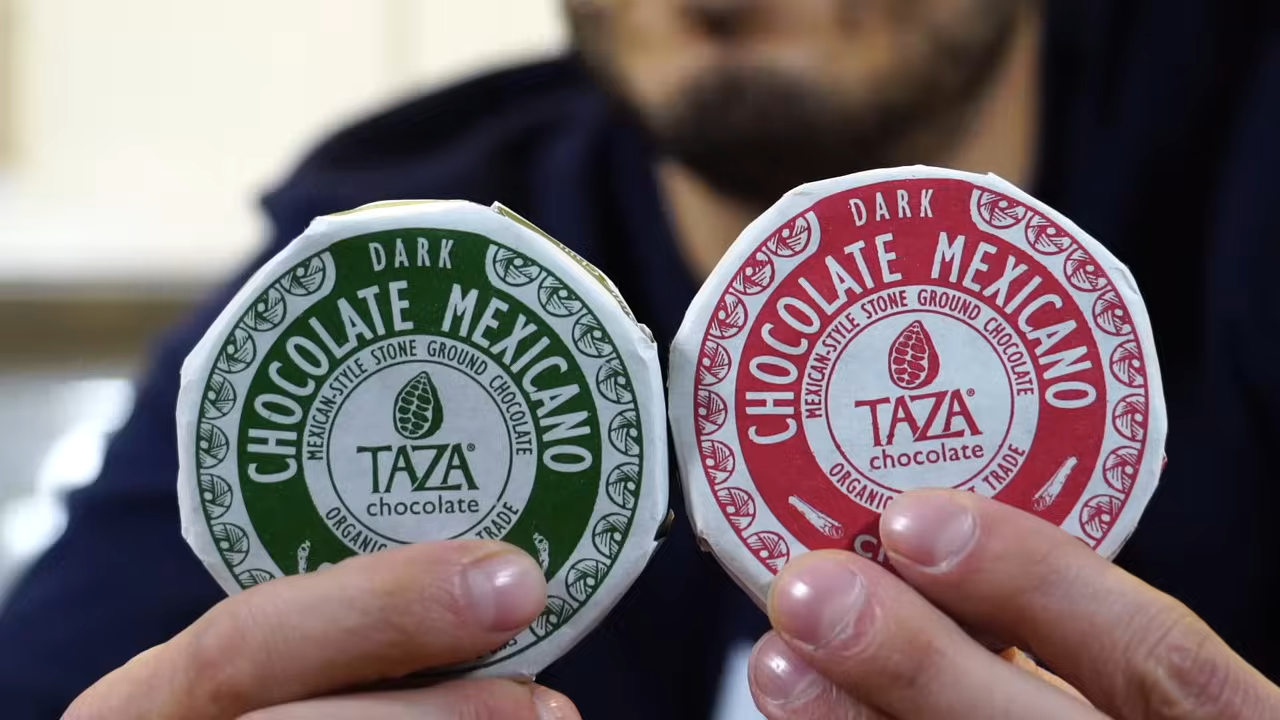 DARK
CHOCOLATE MEXICANO
MEXICAN-STYLE STONE GROUND CHOCOLATE
TAZA®
chocolate
ORGANIC
TRADE
DARK
CHOCOLATE MEXICANO
MEXICAN-STYLE STONE GROUND CHOCOLATE
TAZA®
chocolate
ORGANIC
TRADE